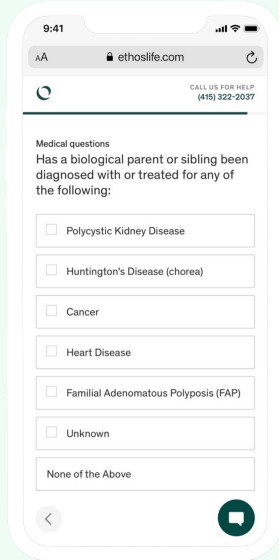 9:41
AA ethoslife.com
CALL US FOR HELP
(415) 322-2037
Medical questions
Has a biological parent or sibling been
diagnosed with or treated for any of
the following:
Polycystic Kidney Disease
Huntington's Disease (chorea)
Cancer
Heart Disease
Familial Adenomatous Polyposis (FAP)
Unknown
None of the Above